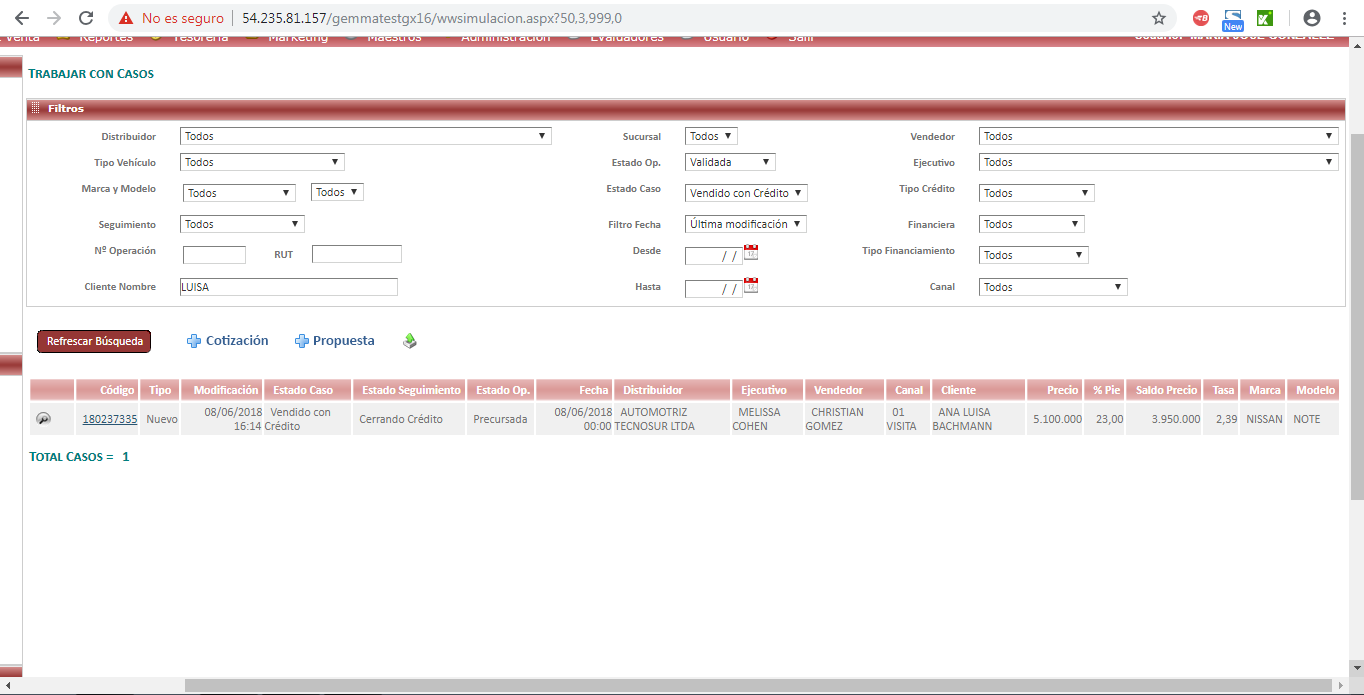 No es seguro 54.235.81.157/gemmatestgx16/wwsimulacion.aspx?50,3,999,0
New
Venta Reportes Tesorería Marketing Maestros Administración Evaluadores Usuario Salir
TRABAJAR CON CASOS
Filtros
Distribuidor Todos Sucursal Todos Vendedor Todos
Tipo Vehículo Todos Estado Op. Validada Ejecutivo Todos
Marca y Modelo Todos Todos Estado Caso Vendido con Crédito Tipo Crédito Todos
Seguimiento Todos Filtro Fecha Última modificación Financiera Todos
Nº Operación RUT Desde / / Tipo Financiamiento Todos
Cliente Nombre LUISA Hasta / / Canal Todos
Refrescar Búsqueda Cotización Propuesta
Código Tipo Modificación Estado Caso Estado Seguimiento Estado Op. Fecha Distribuidor Ejecutivo Vendedor Canal Cliente Precio % Pie Saldo Precio Tasa Marca Modelo
180237335 Nuevo 08/06/2018 16:14 Vendido con Crédito Cerrando Crédito Precursada 08/06/2018 00:00 AUTOMOTRIZ TECNOSUR LTDA MELISSA COHEN CHRISTIAN GOMEZ 01 VISITA ANA LUISA BACHMANN 5.100.000 23,00 3.950.000 2,39 NISSAN NOTE
TOTAL CASOS = 1